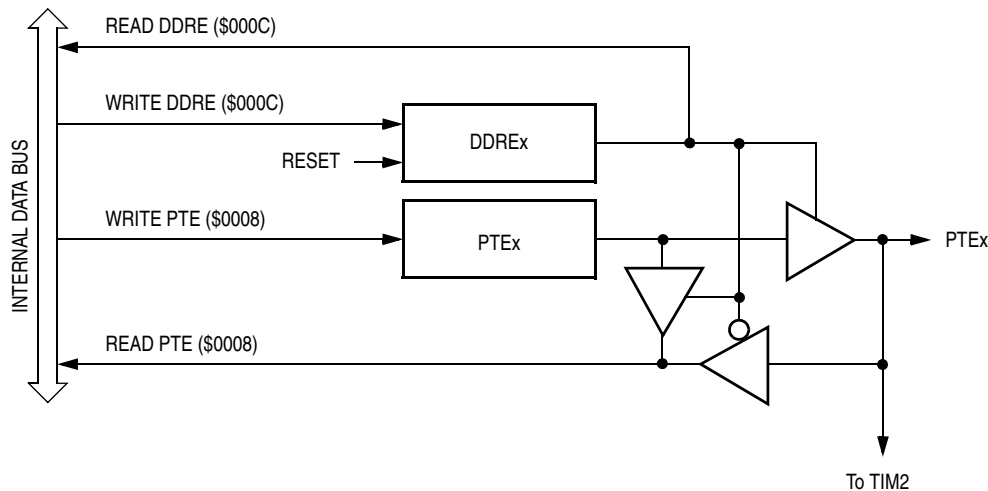 READ DDRE ($000C)
WRITE DDRE ($000C)
DDREx
RESET
INTERNAL DATA BUS
WRITE PTE ($0008)
PTEx
PTEx
READ PTE ($0008)
To TIM2